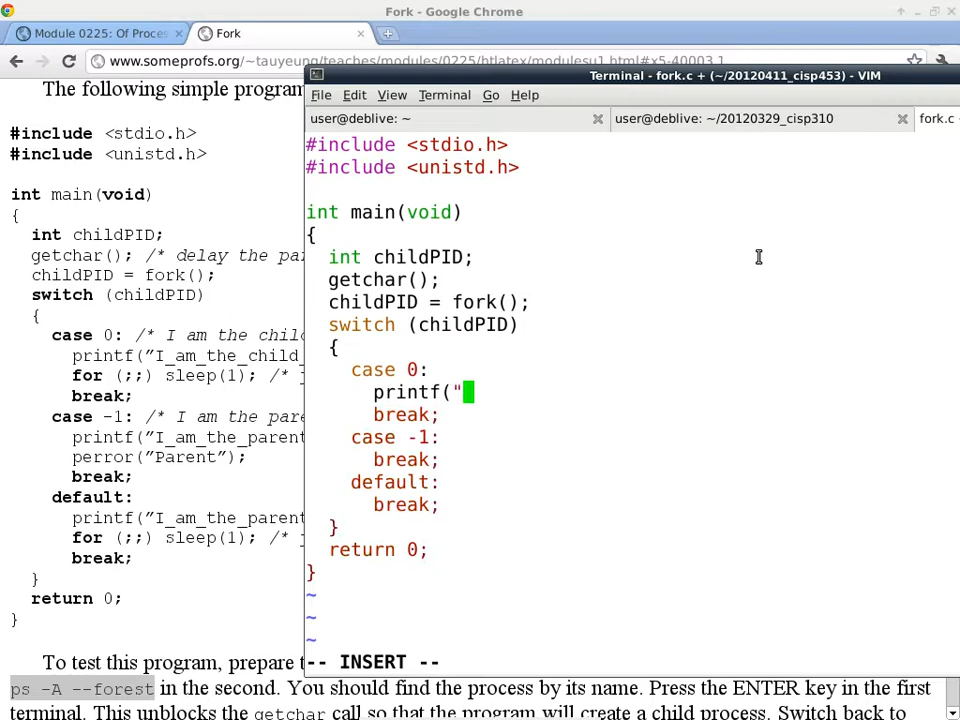 Fork - Google Chrome
Module 0225: Of Proces
Fork
www.someprofs.org/~tauyeung/teaches/modules/0225/btlatex/modulesu1.html#x5-40003.1
The following simple program
#include <stdio.h>
#include <unistd.h>
int main(void)
{
int childPID;
getchar(); /* delay the par
childPID = fork();
switch (childPID)
{
case 0: /* I am the child
printf("I_am_the_child_
for (;;) sleep(1); /*
break;
case -1: /* I am the pare
printf("I_am_the_parent
perror("Parent");
break;
default:
printf("I_am_the_parent
for (;;) sleep(1); /*
break;
}
return 0;
}
To test this program, prepare t
ps -A --forest in the second. You should find the process by its name. Press the ENTER key in the first
terminal. This unblocks the getchar call so that the program will create a child process. Switch back to
Terminal - fork.c + (~/20120411_cisp453) - VIM
File Edit View Terminal Go Help
user@deblive: ~
user@deblive: ~/20120329_cisp310
fork.c
#include <stdio.h>
#include <unistd.h>
int main(void)
{
int childPID;
getchar();
childPID = fork();
switch (childPID)
{
case 0:
printf("
break;
case -1:
break;
default:
break;
}
return 0;
}
~
~
~
-- INSERT --